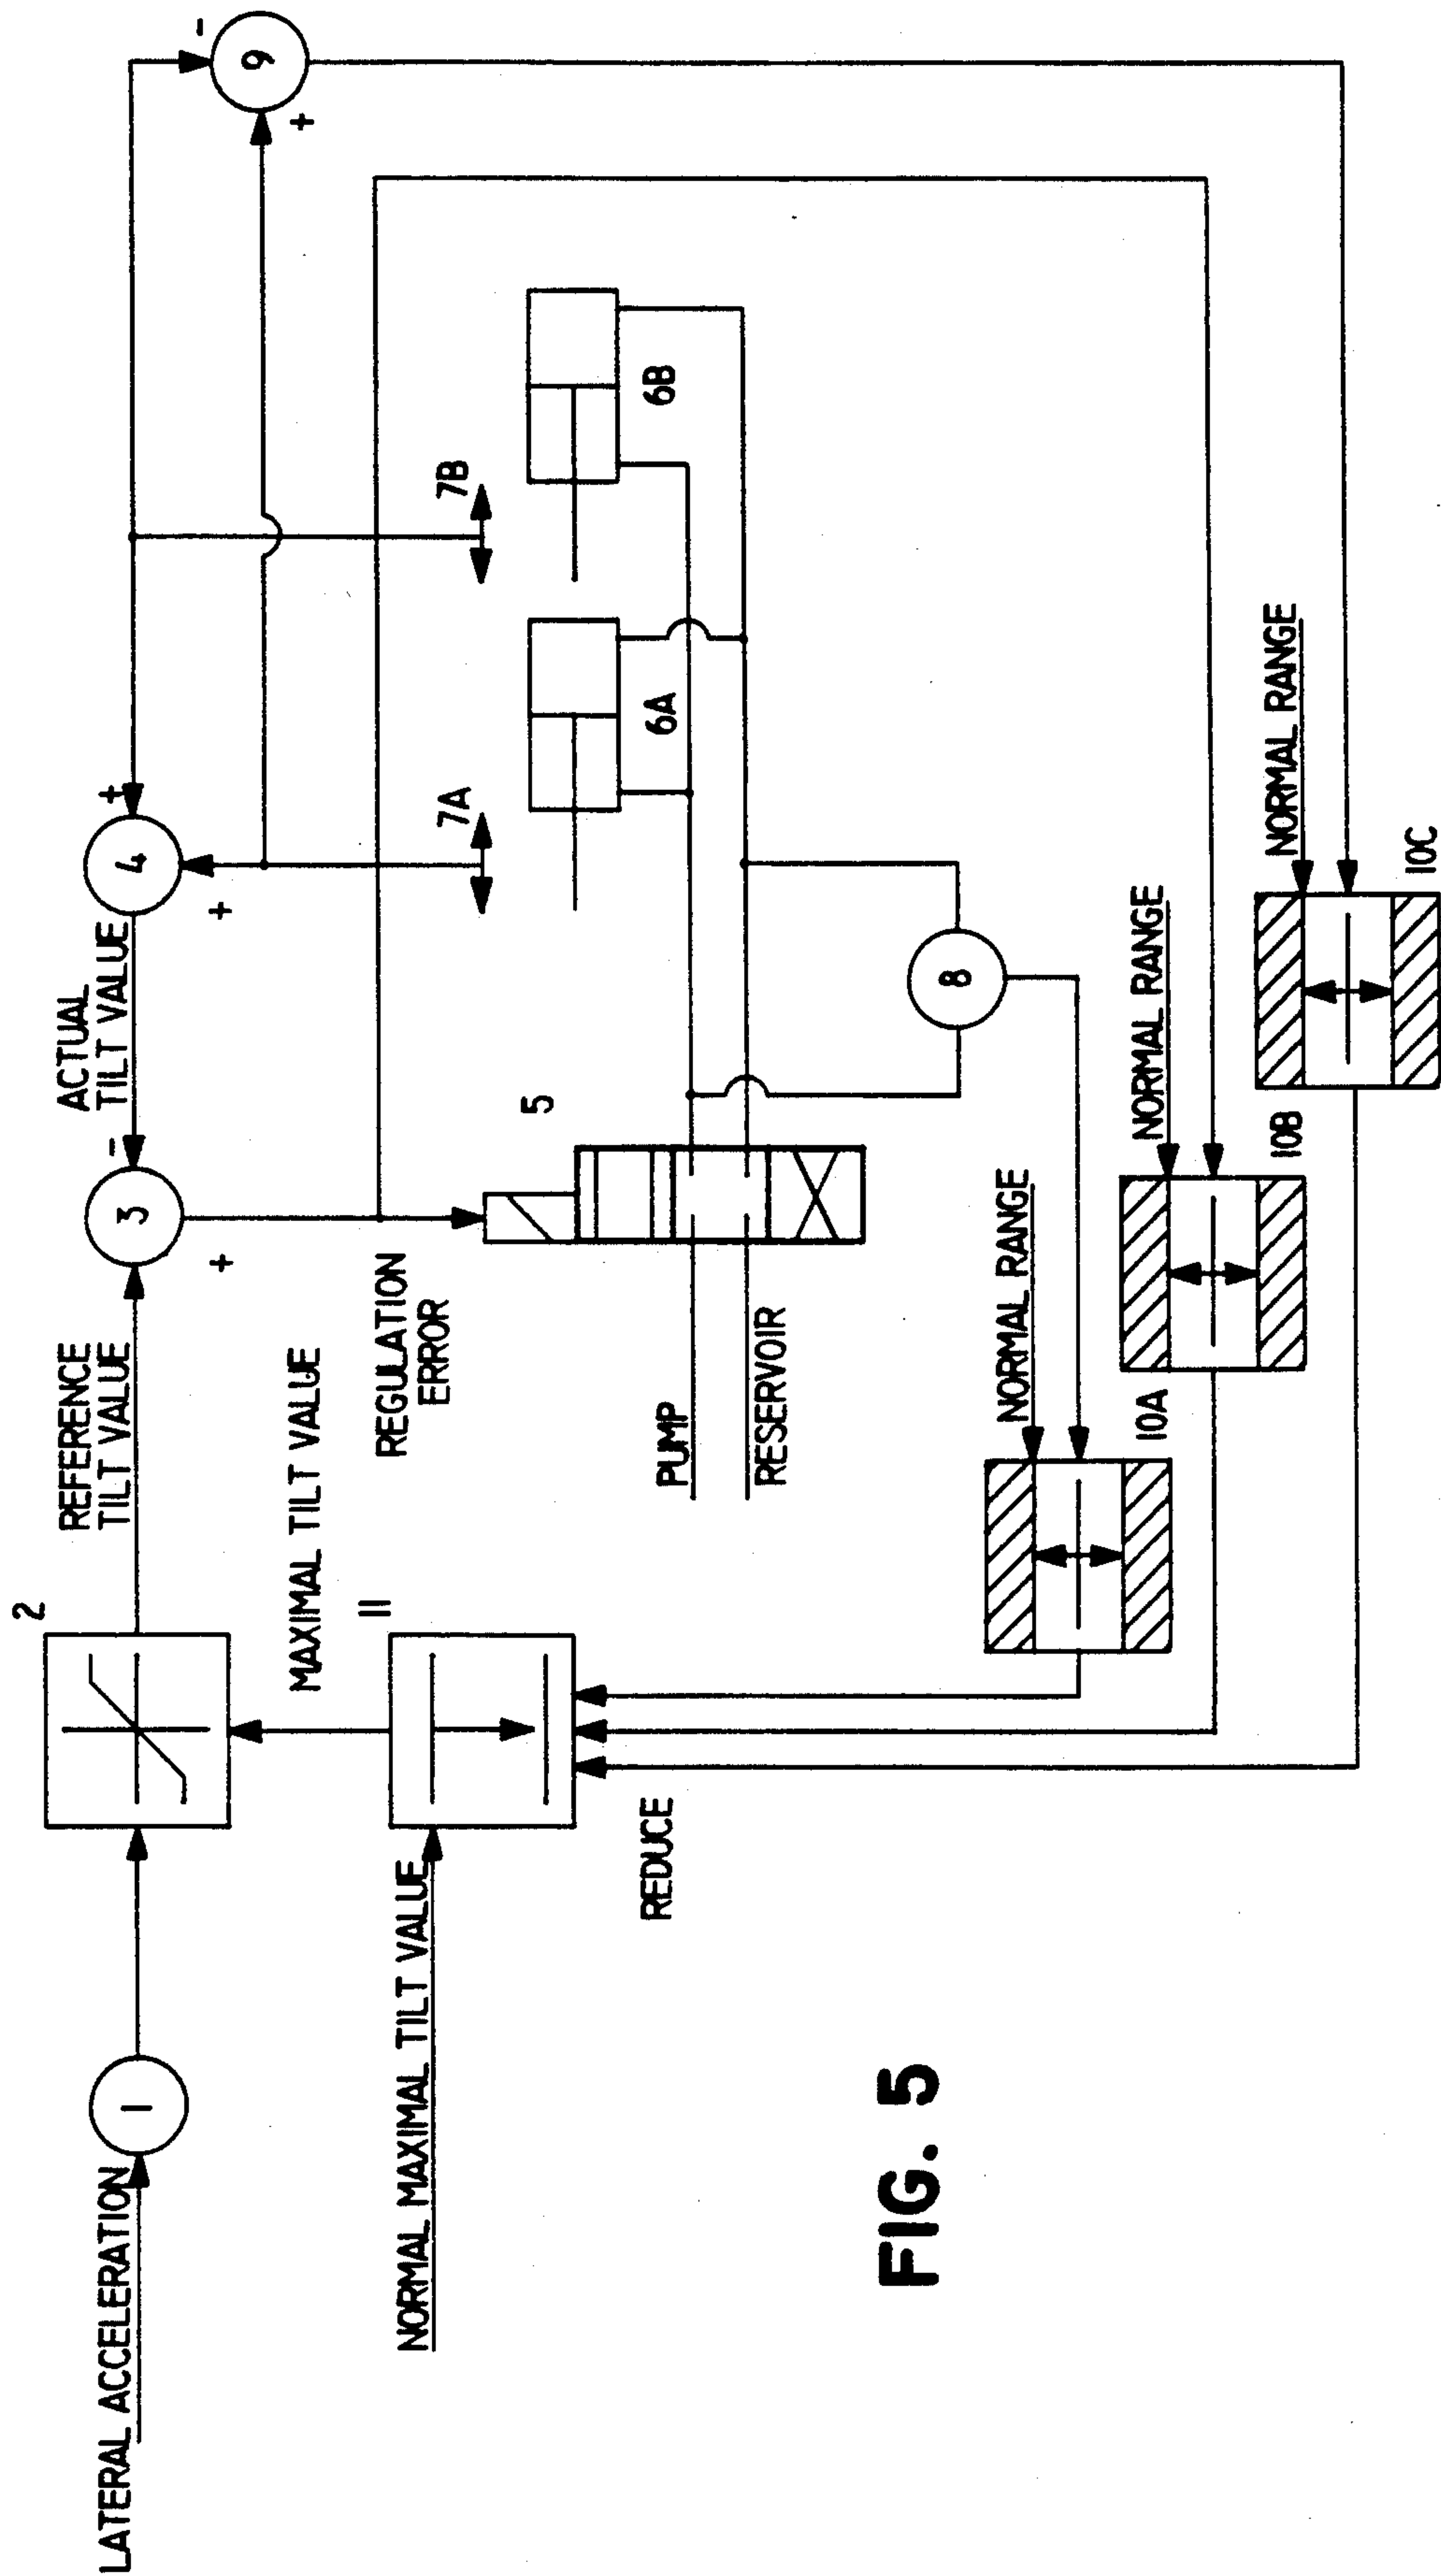 LATERAL ACCELERATION
1
2
REFERENCE
TILT VALUE
3
+
-
ACTUAL
TILT VALUE
4
+
+
9
-
+
NORMAL MAXIMAL TILT VALUE
11
MAXIMAL TILT VALUE
REGULATION
ERROR
REDUCE
5
PUMP
RESERVOIR
7A
7B
6A
6B
8
NORMAL RANGE
10A
NORMAL RANGE
10B
NORMAL RANGE
10C
FIG. 5